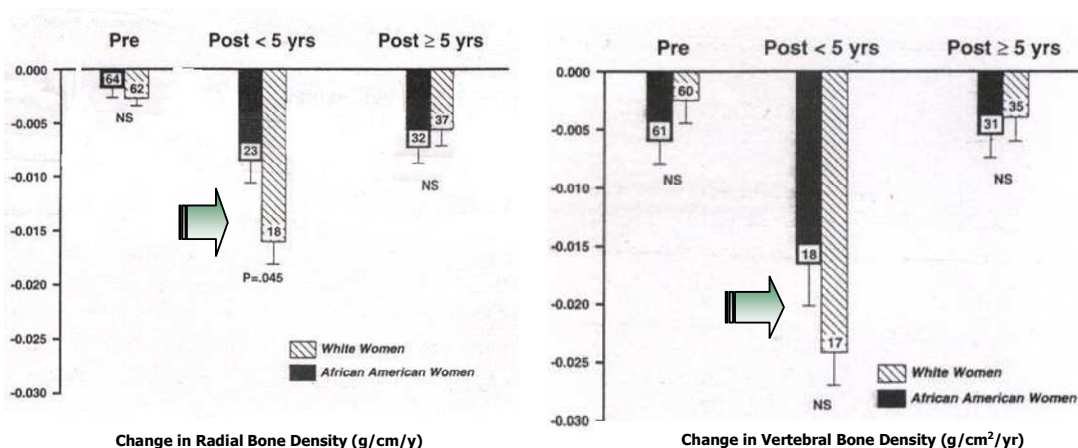 Pre Post < 5 yrs Post ≥ 5 yrs
0.000
-0.005
-0.010
-0.015
-0.020
-0.025
-0.030
64
62
NS
23
18
P=.045
32
37
NS
White Women
African American Women
Change in Radial Bone Density (g/cm/y)
Pre Post < 5 yrs Post ≥ 5 yrs
0.000
-0.005
-0.010
-0.015
-0.020
-0.025
-0.030
61
60
NS
18
17
NS
31
35
NS
White Women
African American Women
Change in Vertebral Bone Density (g/cm²/yr)